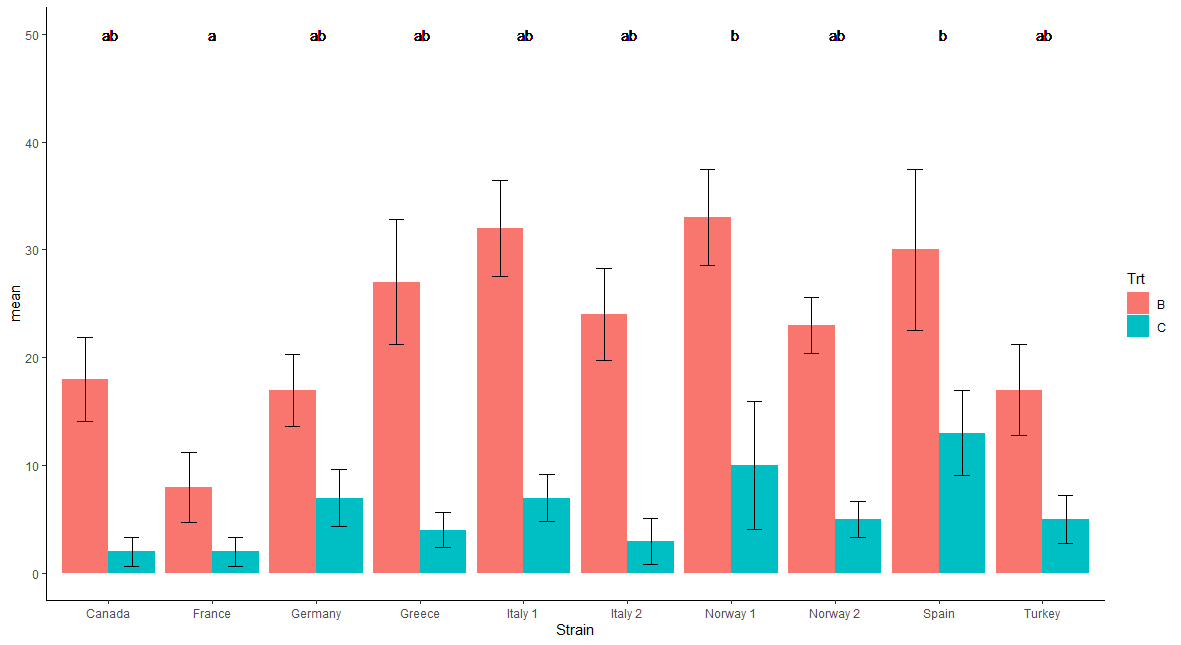 50
40
30
20
10
0
mean
ab a ab ab ab ab b ab b ab
Canada France Germany Greece Italy 1 Italy 2 Norway 1 Norway 2 Spain Turkey
Strain
Trt
B
C